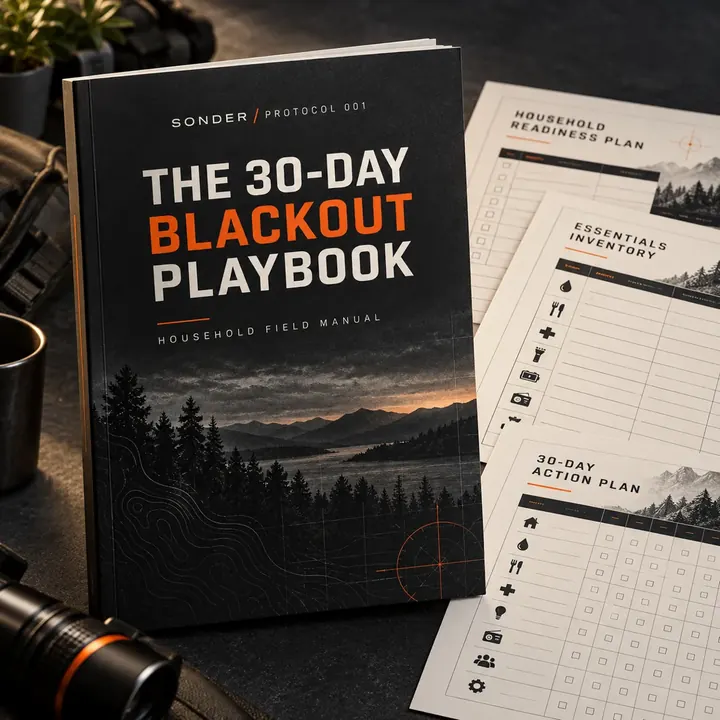 SONDER / PROTOCOL 001
THE 30-DAY
BLACKOUT
PLAYBOOK
HOUSEHOLD FIELD MANUAL
HOUSEHOLD
READINESS PLAN
ESSENTIALS
INVENTORY
30-DAY
ACTION PLAN